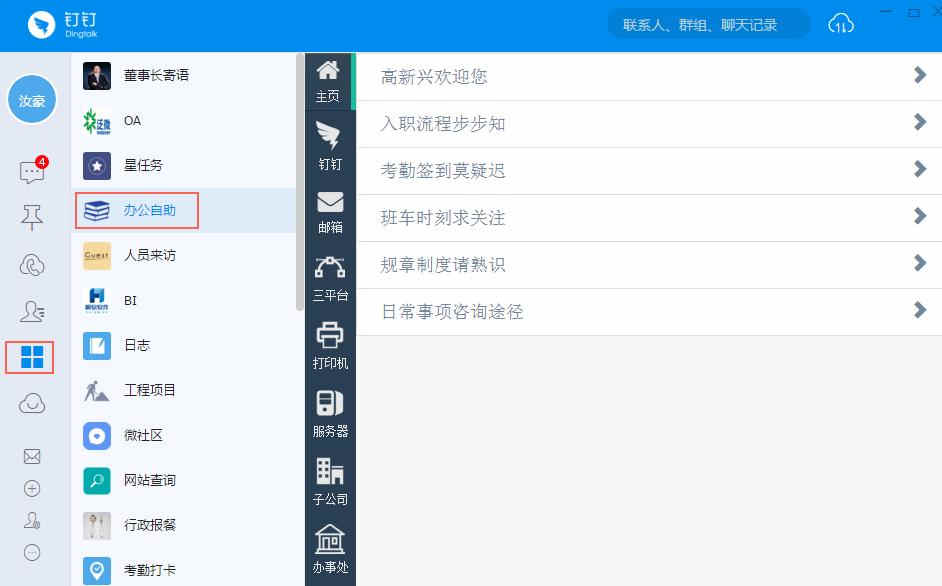 钉钉
Dingtalk
联系人、群组、聊天记录
汝豪
4
董事长寄语
泛微
OA
星任务
办公自助
Guest
人员来访
BI
日志
工程项目
微社区
网站查询
行政报餐
考勤打卡
主页
钉钉
邮箱
三平台
打印机
服务器
子公司
办事处
高新兴欢迎您
入职流程步步知
考勤签到莫疑迟
班车时刻求关注
规章制度请熟识
日常事项咨询途径